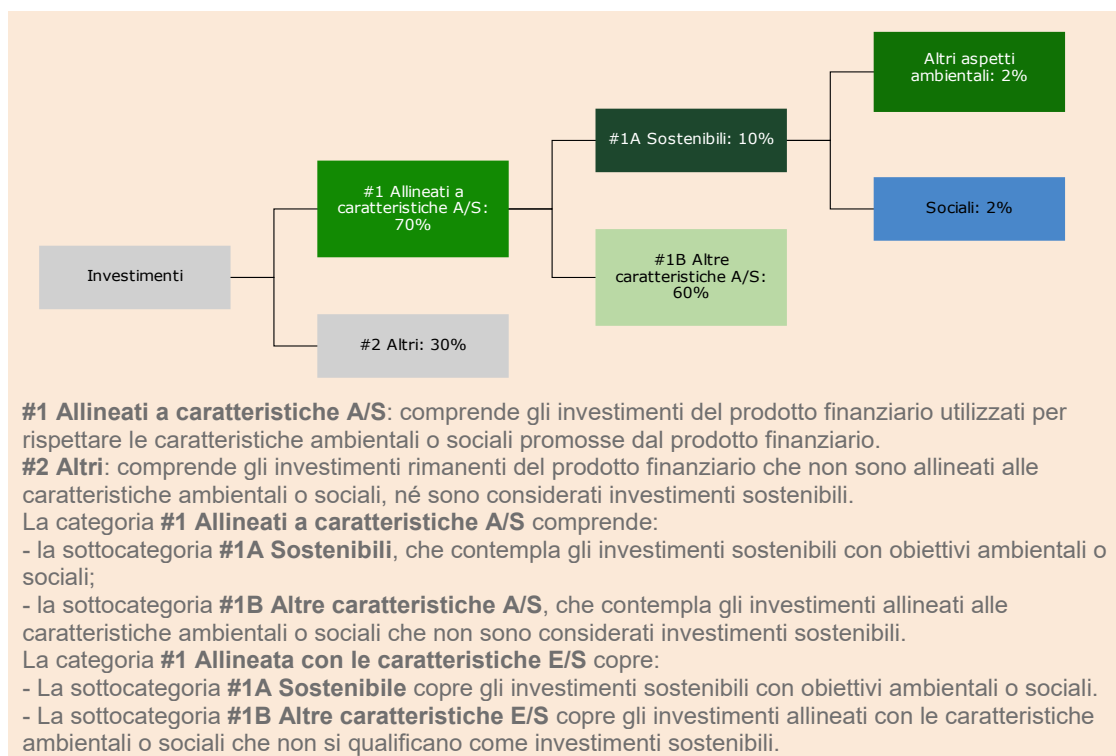 Altri aspetti
ambientali: 2%
#1A Sostenibili: 10%
#1 Allineati a
caratteristiche A/S:
70%
Sociali: 2%
Investimenti
#1B Altre
caratteristiche A/S:
60%
#2 Altri: 30%
#1 Allineati a caratteristiche A/S: comprende gli investimenti del prodotto finanziario utilizzati per
rispettare le caratteristiche ambientali o sociali promosse dal prodotto finanziario.
#2 Altri: comprende gli investimenti rimanenti del prodotto finanziario che non sono allineati alle
caratteristiche ambientali o sociali, né sono considerati investimenti sostenibili.
La categoria #1 Allineati a caratteristiche A/S comprende:
- la sottocategoria #1A Sostenibili, che contempla gli investimenti sostenibili con obiettivi ambientali o
sociali;
- la sottocategoria #1B Altre caratteristiche A/S, che contempla gli investimenti allineati alle
caratteristiche ambientali o sociali che non sono considerati investimenti sostenibili.
La categoria #1 Allineata con le caratteristiche E/S copre:
- La sottocategoria #1A Sostenibile copre gli investimenti sostenibili con obiettivi ambientali o sociali.
- La sottocategoria #1B Altre caratteristiche E/S copre gli investimenti allineati con le caratteristiche
ambientali o sociali che non si qualificano come investimenti sostenibili.